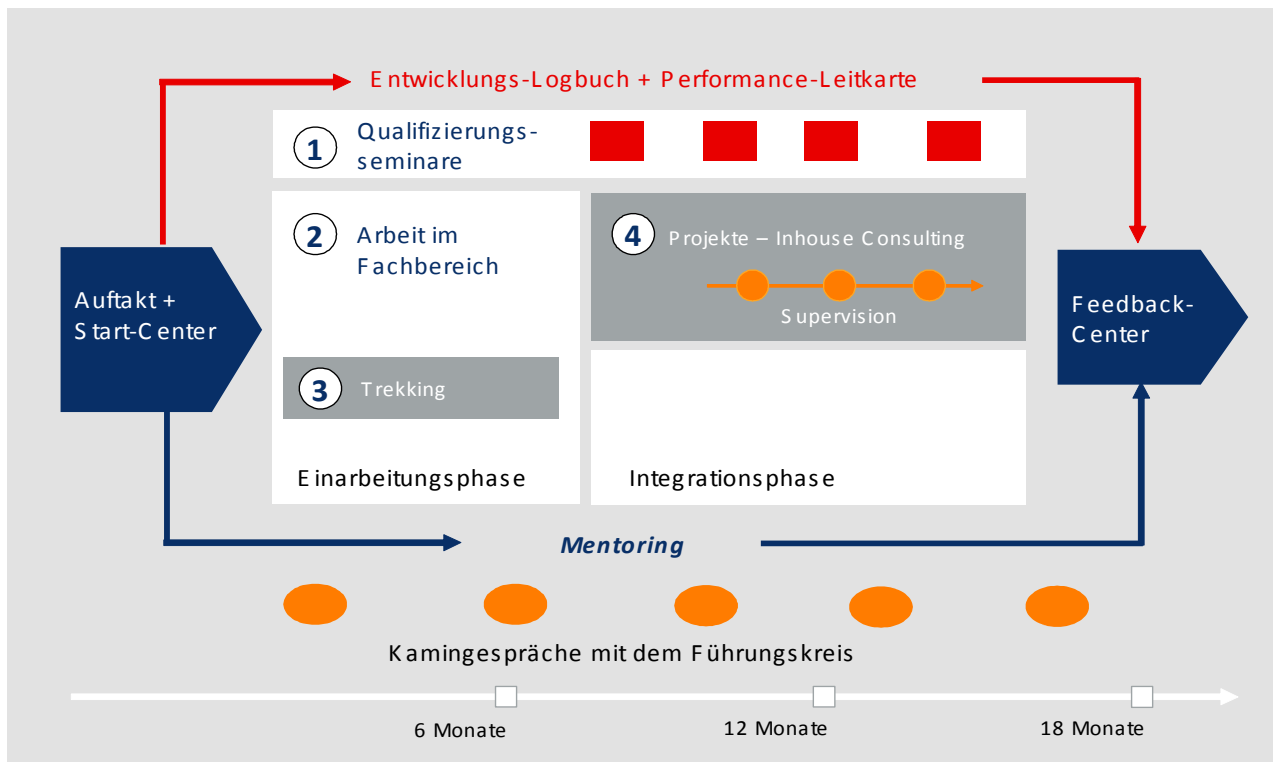 Entwicklungs-Logbuch + Performance-Leitkarte
1
Qualifizierungs-
seminare
2
Arbeit im
Fachbereich
4
Projekte – Inhouse Consulting
Supervision
Auftakt +
Start-Center
Feedback-
Center
3
Trekking
Einarbeitungsphase
Integrationsphase
Mentoring
Kamingespräche mit dem Führungskreis
6 Monate
12 Monate
18 Monate